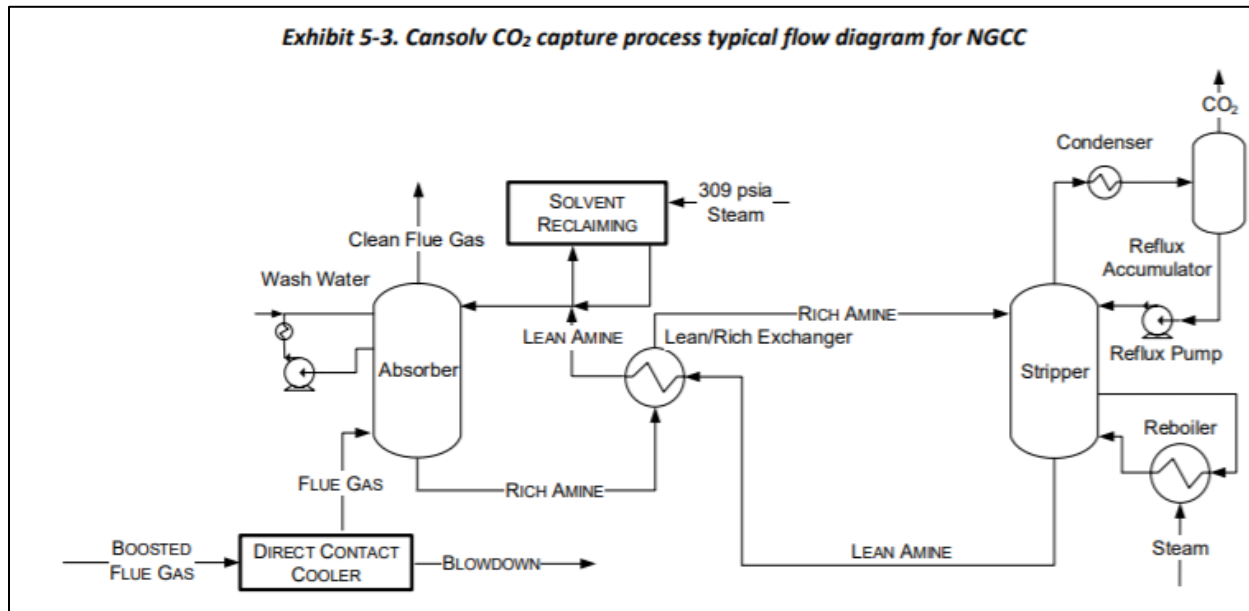 Exhibit 5-3. Cansolv CO₂ capture process typical flow diagram for NGCC
CO₂
Condenser
309 psia
Steam
SOLVENT
RECLAIMING
Clean Flue Gas
Reflux
Accumulator
Wash Water
RICH AMINE
LEAN AMINE
Lean/Rich Exchanger
Reflux Pump
Absorber
Stripper
Reboiler
FLUE GAS
RICH AMINE
BOOSTED
FLUE GAS
DIRECT CONTACT
COOLER
BLOWDOWN
LEAN AMINE
Steam